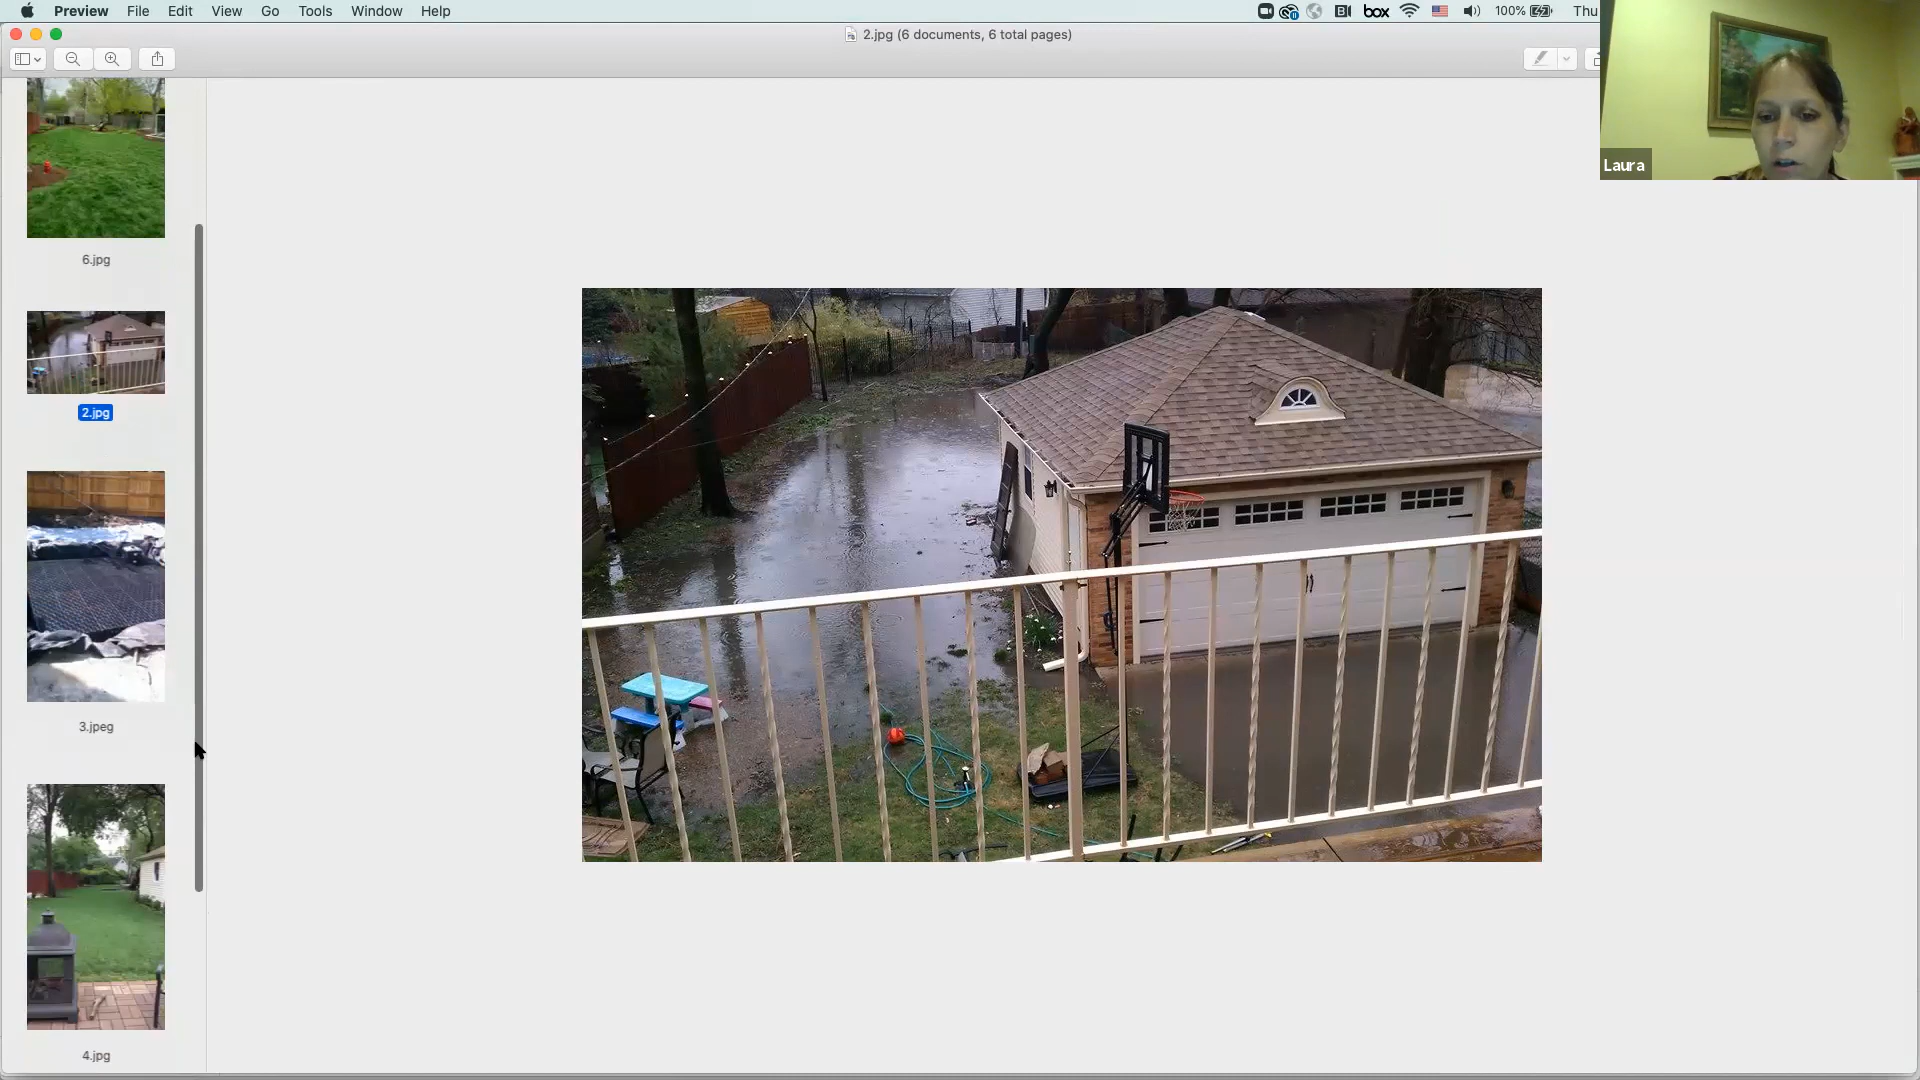 Preview File Edit View Go Tools Window Help
box 100% Thu
2.jpg (6 documents, 6 total pages)
Laura
6.jpg
2.jpg
3.jpeg
4.jpg